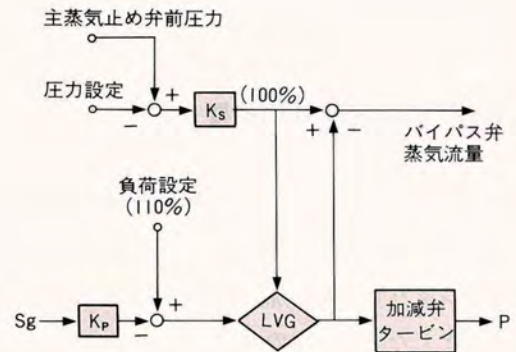 主蒸気止め弁前圧力
圧力設定
+
−
KS
(100%)
+
−
バイパス弁
蒸気流量
負荷設定
(110%)
Sg
KP
+
−
LVG
加減弁
タービン
P